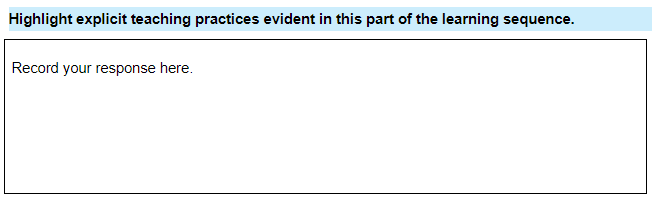 Highlight explicit teaching practices evident in this part of the learning sequence.
Record your response here.